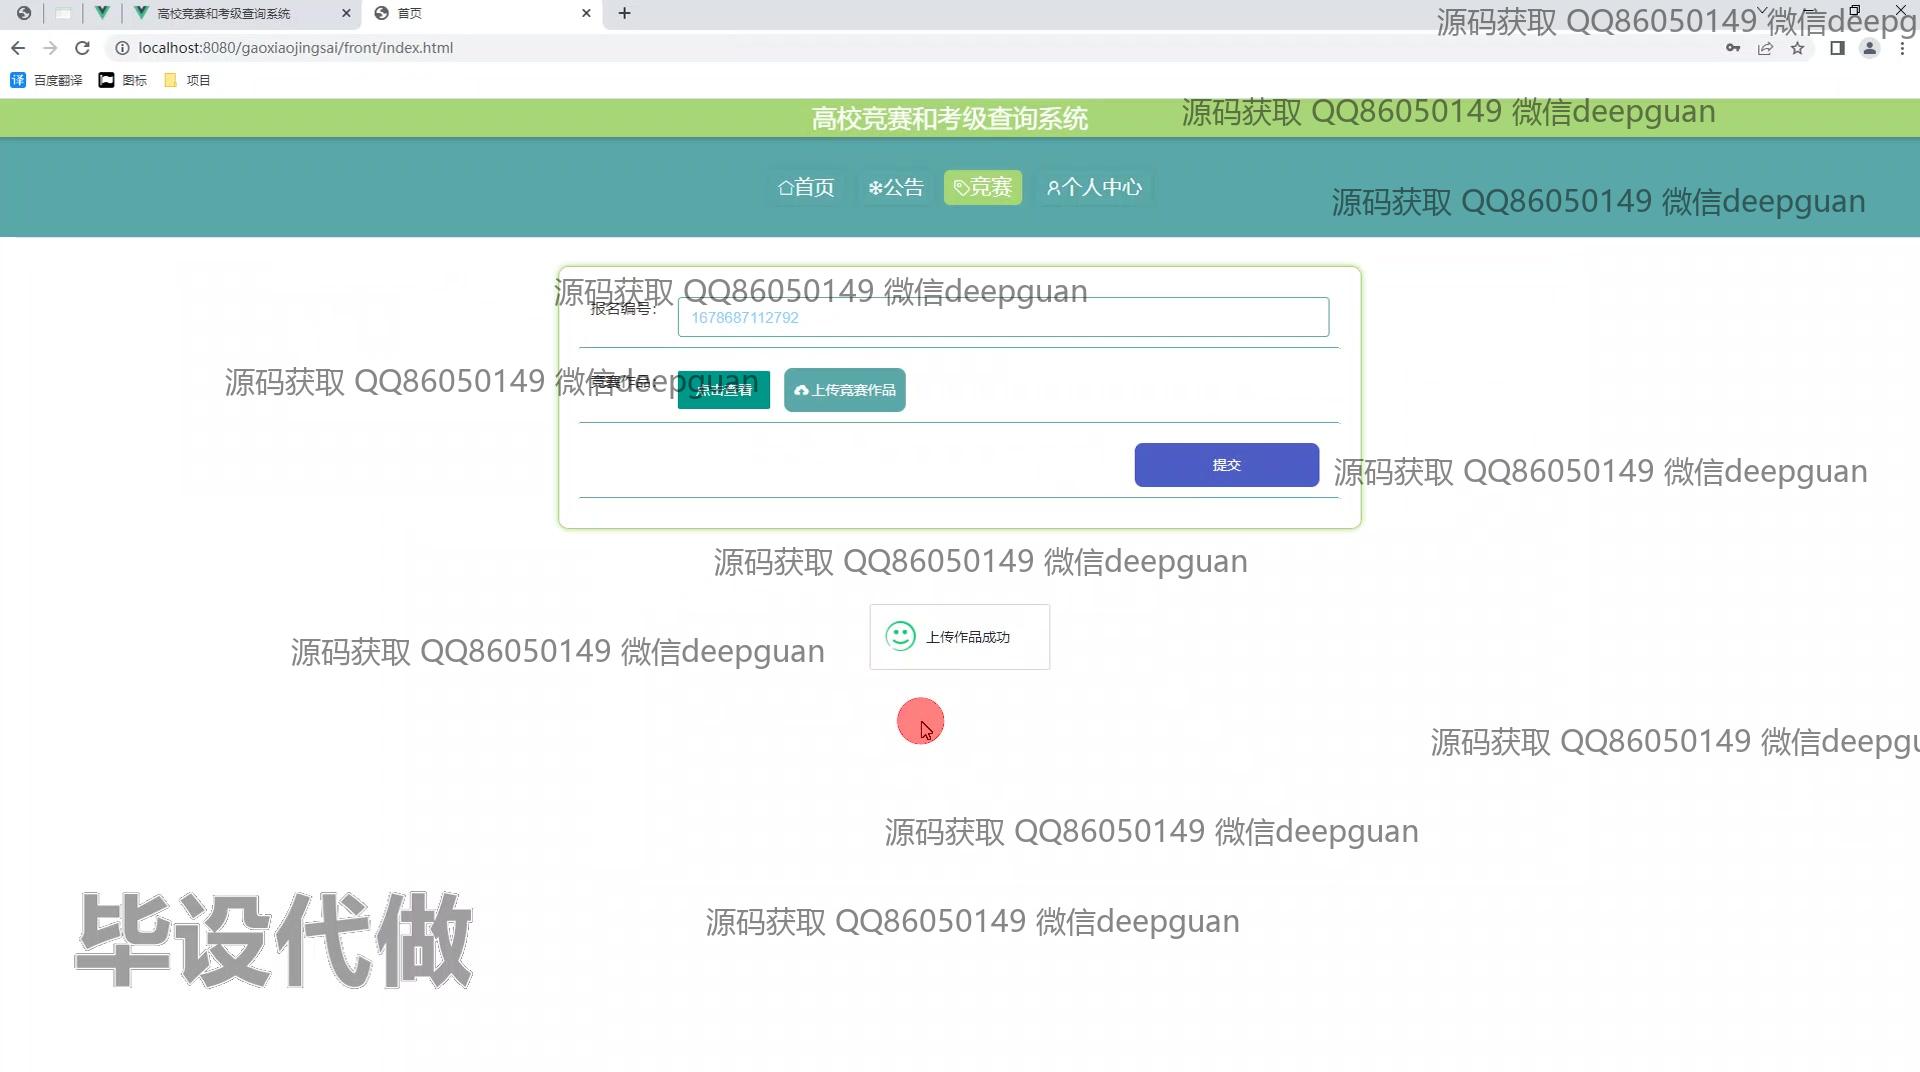 高校竞赛和考级查询系统
首页
源码获取 QQ86050149 微信deepg
localhost:8080/gaoxiaojingsai/front/index.html
百度翻译 图标 项目
高校竞赛和考级查询系统
源码获取 QQ86050149 微信deepguan
首页 公告 竞赛 个人中心
源码获取 QQ86050149 微信deepguan
源码获取 QQ86050149 微信deepguan
报名编号:
1678687112792
源码获取 QQ86050149 微信deepguan
竞赛作品:
点击查看 上传竞赛作品
提交
源码获取 QQ86050149 微信deepguan
源码获取 QQ86050149 微信deepguan
上传作品成功
源码获取 QQ86050149 微信deepguan
源码获取 QQ86050149 微信deepgu
源码获取 QQ86050149 微信deepguan
源码获取 QQ86050149 微信deepguan
毕设代做